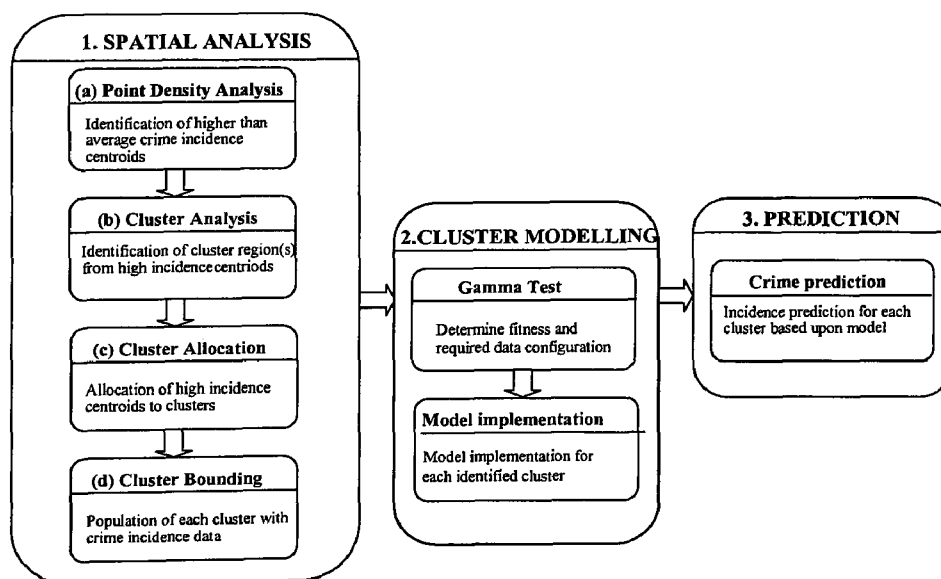 1. SPATIAL ANALYSIS
(a) Point Density Analysis
Identification of higher than
average crime incidence
centroids
(b) Cluster Analysis
Identification of cluster region(s)
from high incidence centriods
(c) Cluster Allocation
Allocation of high incidence
centroids to clusters
(d) Cluster Bounding
Population of each cluster with
crime incidence data
2.CLUSTER MODELLING
Gamma Test
Determine fitness and
required data configuration
Model implementation
Model implementation for
each identified cluster
3. PREDICTION
Crime prediction
Incidence prediction for each
cluster based upon model